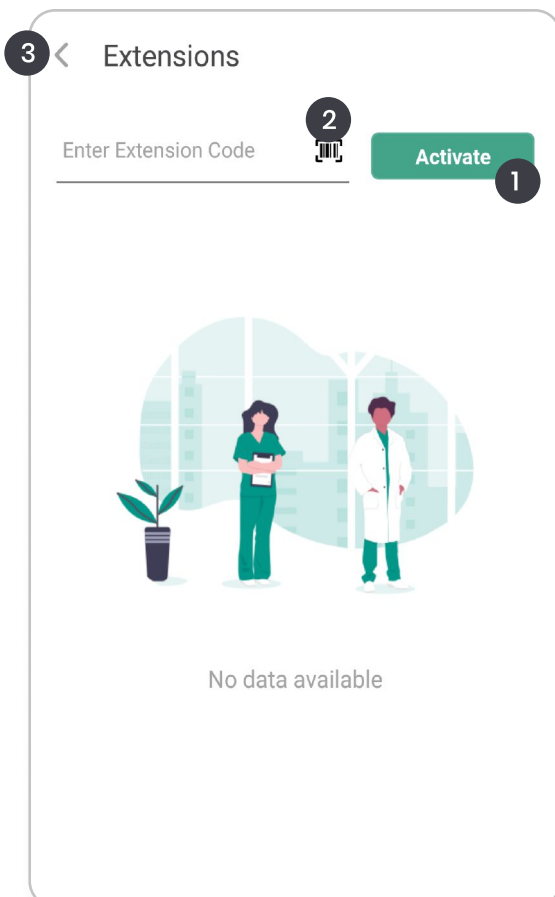 3
Extensions
2
Enter Extension Code
Activate
1
No data available